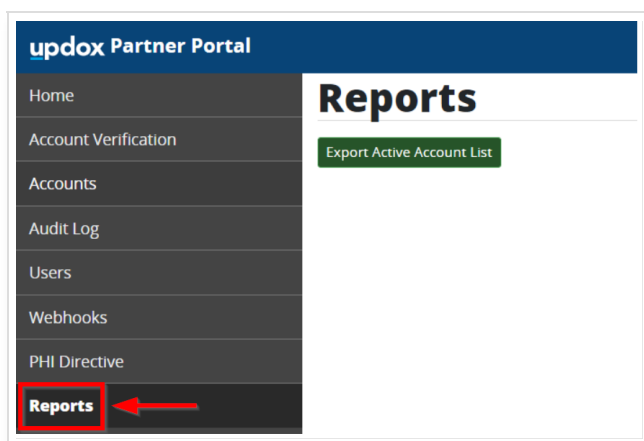 updox Partner Portal
Home
Account Verification
Accounts
Audit Log
Users
Webhooks
PHI Directive
Reports
Reports
Export Active Account List